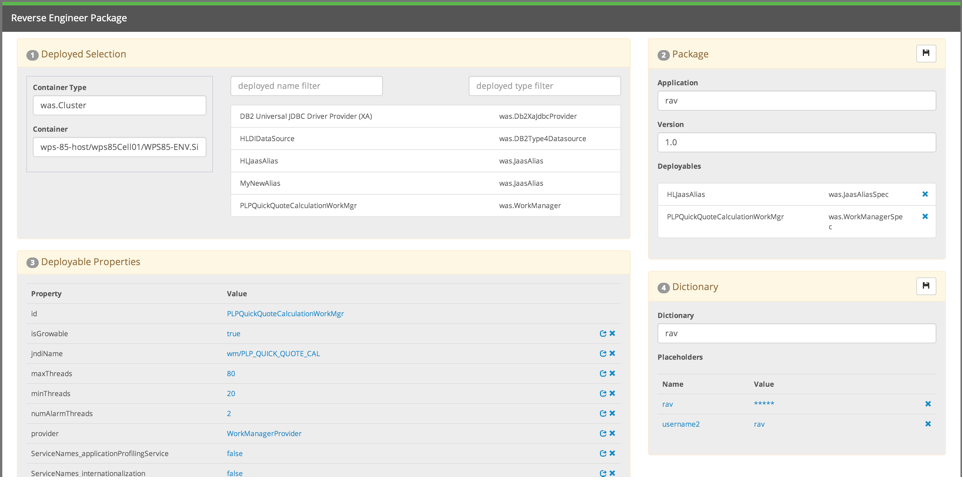 Reverse Engineer Package
1 Deployed Selection
Container Type
was.Cluster
Container
wps-85-host/wps85Cell01/WPS85-ENV.Si
deployed name filter
deployed type filter
DB2 Universal JDBC Driver Provider (XA) was.Db2XaJdbcProvider
HLDIDataSource was.DB2Type4Datasource
HLJaasAlias was.JaasAlias
MyNewAlias was.JaasAlias
PLPQuickQuoteCalculationWorkMgr was.WorkManager
2 Package
Application
rav
Version
1.0
Deployables
HLJaasAlias was.JaasAliasSpec
PLPQuickQuoteCalculationWorkMgr was.WorkManagerSpe
c
3 Deployable Properties
Property Value
id PLPQuickQuoteCalculationWorkMgr
isGrowable true
jndiName wm/PLP_QUICK_QUOTE_CAL
maxThreads 80
minThreads 20
numAlarmThreads 2
provider WorkManagerProvider
ServiceNames_applicationProfilingService false
ServiceNames_internationalization false
4 Dictionary
Dictionary
rav
Placeholders
Name Value
rav *****
username2 rav